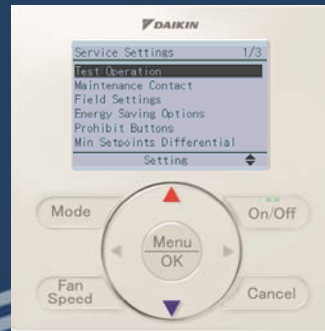 DAIKIN
Service Settings 1/3
Test Operation
Maintenance Contact
Field Settings
Energy Saving Options
Prohibit Buttons
Min Setpoints Differential
Setting
Mode
On/Off
Menu
OK
Fan
Speed
Cancel